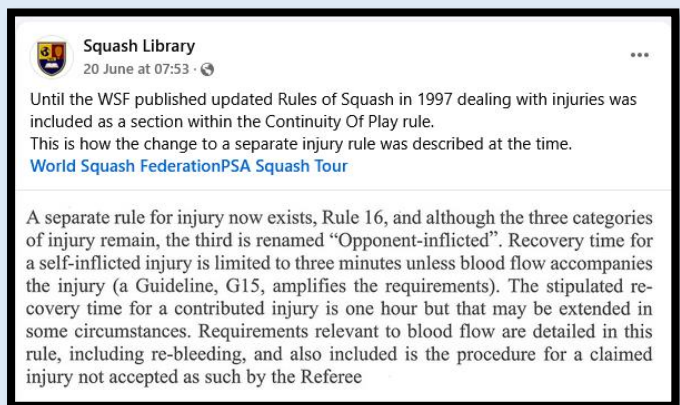 Squash Library
20 June at 07:53 ·
Until the WSF published updated Rules of Squash in 1997 dealing with injuries was
included as a section within the Continuity Of Play rule.
This is how the change to a separate injury rule was described at the time.
World Squash FederationPSA Squash Tour
A separate rule for injury now exists, Rule 16, and although the three categories
of injury remain, the third is renamed “Opponent-inflicted”. Recovery time for
a self-inflicted injury is limited to three minutes unless blood flow accompanies
the injury (a Guideline, G15, amplifies the requirements). The stipulated re-
covery time for a contributed injury is one hour but that may be extended in
some circumstances. Requirements relevant to blood flow are detailed in this
rule, including re-bleeding, and also included is the procedure for a claimed
injury not accepted as such by the Referee